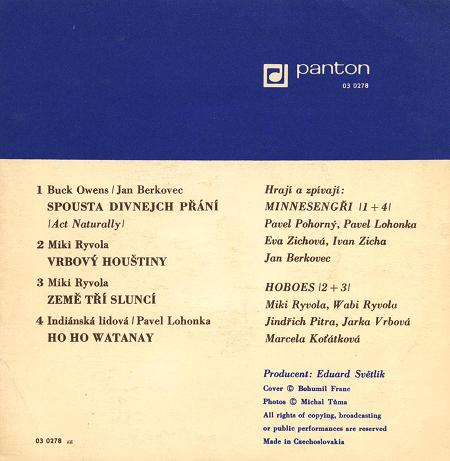 panton
03 0278
1 Buck Owens / Jan Berkovec
SPOUSTA DIVNEJCH PŘÁNÍ
/Act Naturally/
2 Miki Ryvola
VRBOVÝ HOUŠTINY
3 Miki Ryvola
ZEMĚ TŘÍ SLUNCÍ
4 Indiánská lidová / Pavel Lohonka
HO HO WATANAY
Hrají a zpívají:
MINNESENGŘI /1 + 4/
Pavel Pohorný, Pavel Lohonka
Eva Zichová, Ivan Zicha
Jan Berkovec
HOBOES /2 + 3/
Miki Ryvola, Wabi Ryvola
Jindřich Pitra, Jarka Vrbová
Marcela Koťátková
Producent: Eduard Světlík
Cover © Bohumil Franc
Photos © Michal Tůma
All rights of copying, broadcasting
or public performances are reserved
Made in Czechoslovakia
03 0278